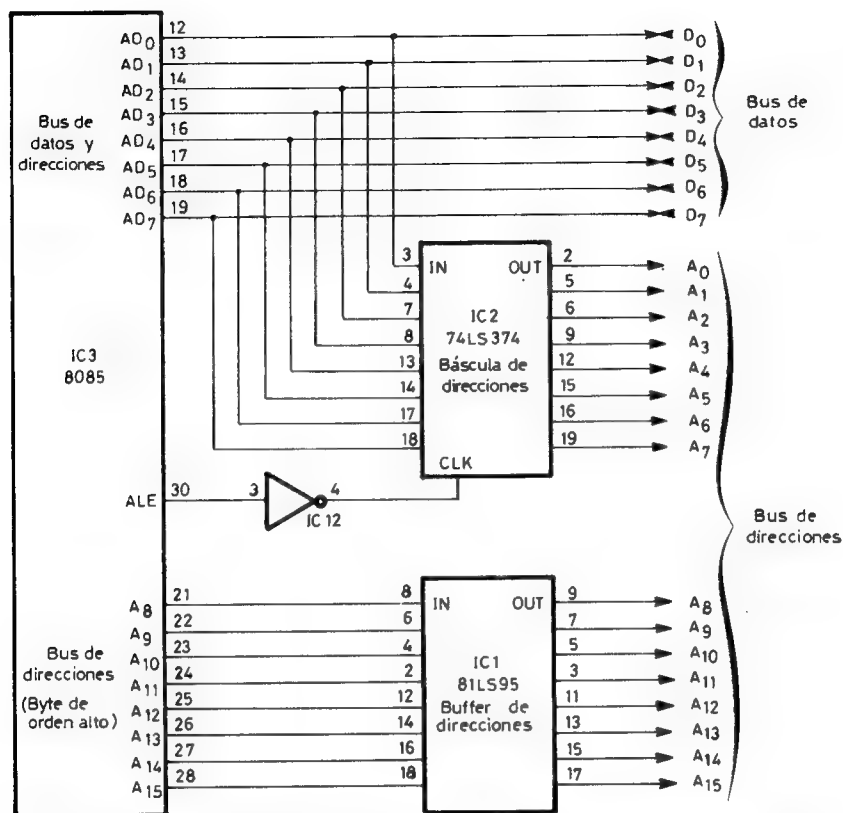 AD0 12 D0
AD1 13 D1
AD2 14 D2
AD3 15 D3
AD4 16 D4
AD5 17 D5
AD6 18 D6
AD7 19 D7
Bus de
datos y
direcciones
Bus de
datos
3 IN OUT 2 A0
4 5 A1
7 6 A2
8 9 A3
13 12 A4
14 15 A5
17 16 A6
18 19 A7
IC2
74LS374
Báscula de
direcciones
CLK
IC3
8085
ALE 30 3 4
IC 12
Bus de
direcciones
A8 21 8 IN OUT 9 A8
A9 22 6 7 A9
A10 23 4 5 A10
A11 24 2 3 A11
A12 25 12 11 A12
A13 26 14 13 A13
A14 27 16 15 A14
A15 28 18 17 A15
Bus de
direcciones
(Byte de
orden alto)
IC1
81LS95
Buffer de
direcciones